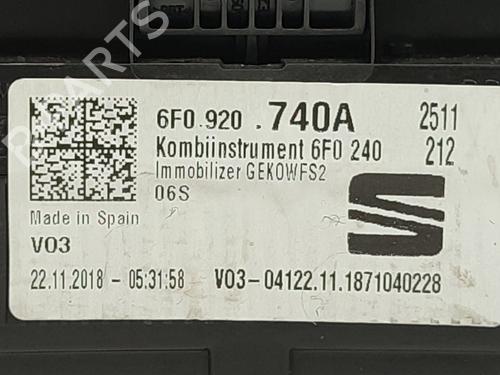 6F0.920 .740A 2511
Kombiinstrument 6F0 240 212
Immobilizer GEKOWFS2
06S
Made in Spain
V03
22.11.2018 - 05:31:58 V03-04122.11.1871040228